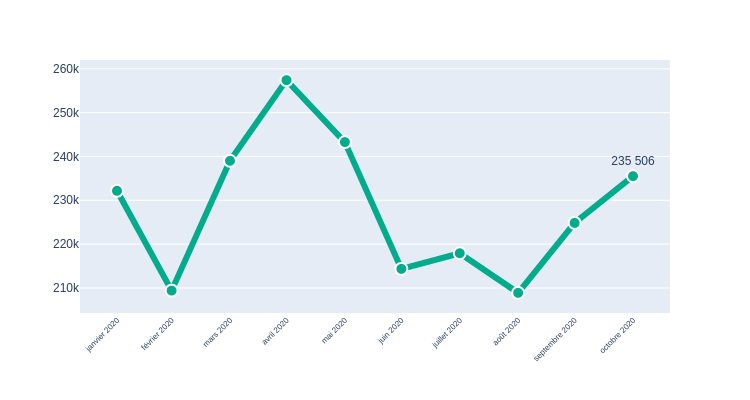 260k
250k
240k
230k
220k
210k
235 506
janvier 2020
février 2020
mars 2020
avril 2020
mai 2020
juin 2020
juillet 2020
août 2020
septembre 2020
octobre 2020